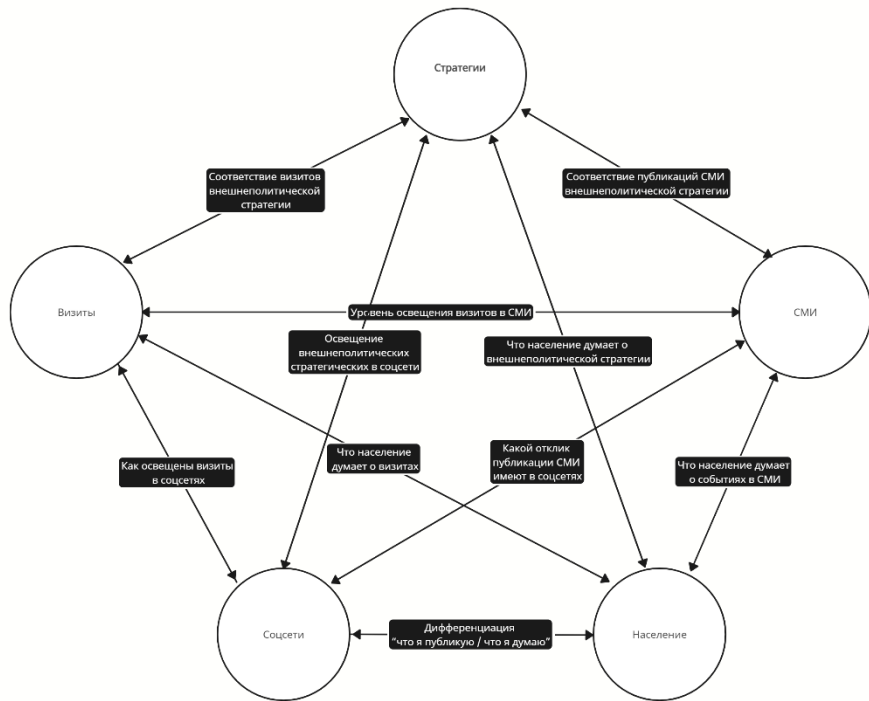 Стратегии
Соответствие визитов
внешнеполитической
стратегии
Соответствие публикаций СМИ
внешнеполитической стратегии
Визиты
Уровень освещения визитов в СМИ
СМИ
Освещение
внешнеполитических
стратегических в соцсети
Что население думает о
внешнеполитической стратегии
Как освещены визиты
в соцсетях
Что население
думает о визитах
Какой отклик
публикации СМИ
имеют в соцсетях
Что население думает
о событиях в СМИ
Соцсети
Дифференциация
“что я публикую / что я думаю”
Население